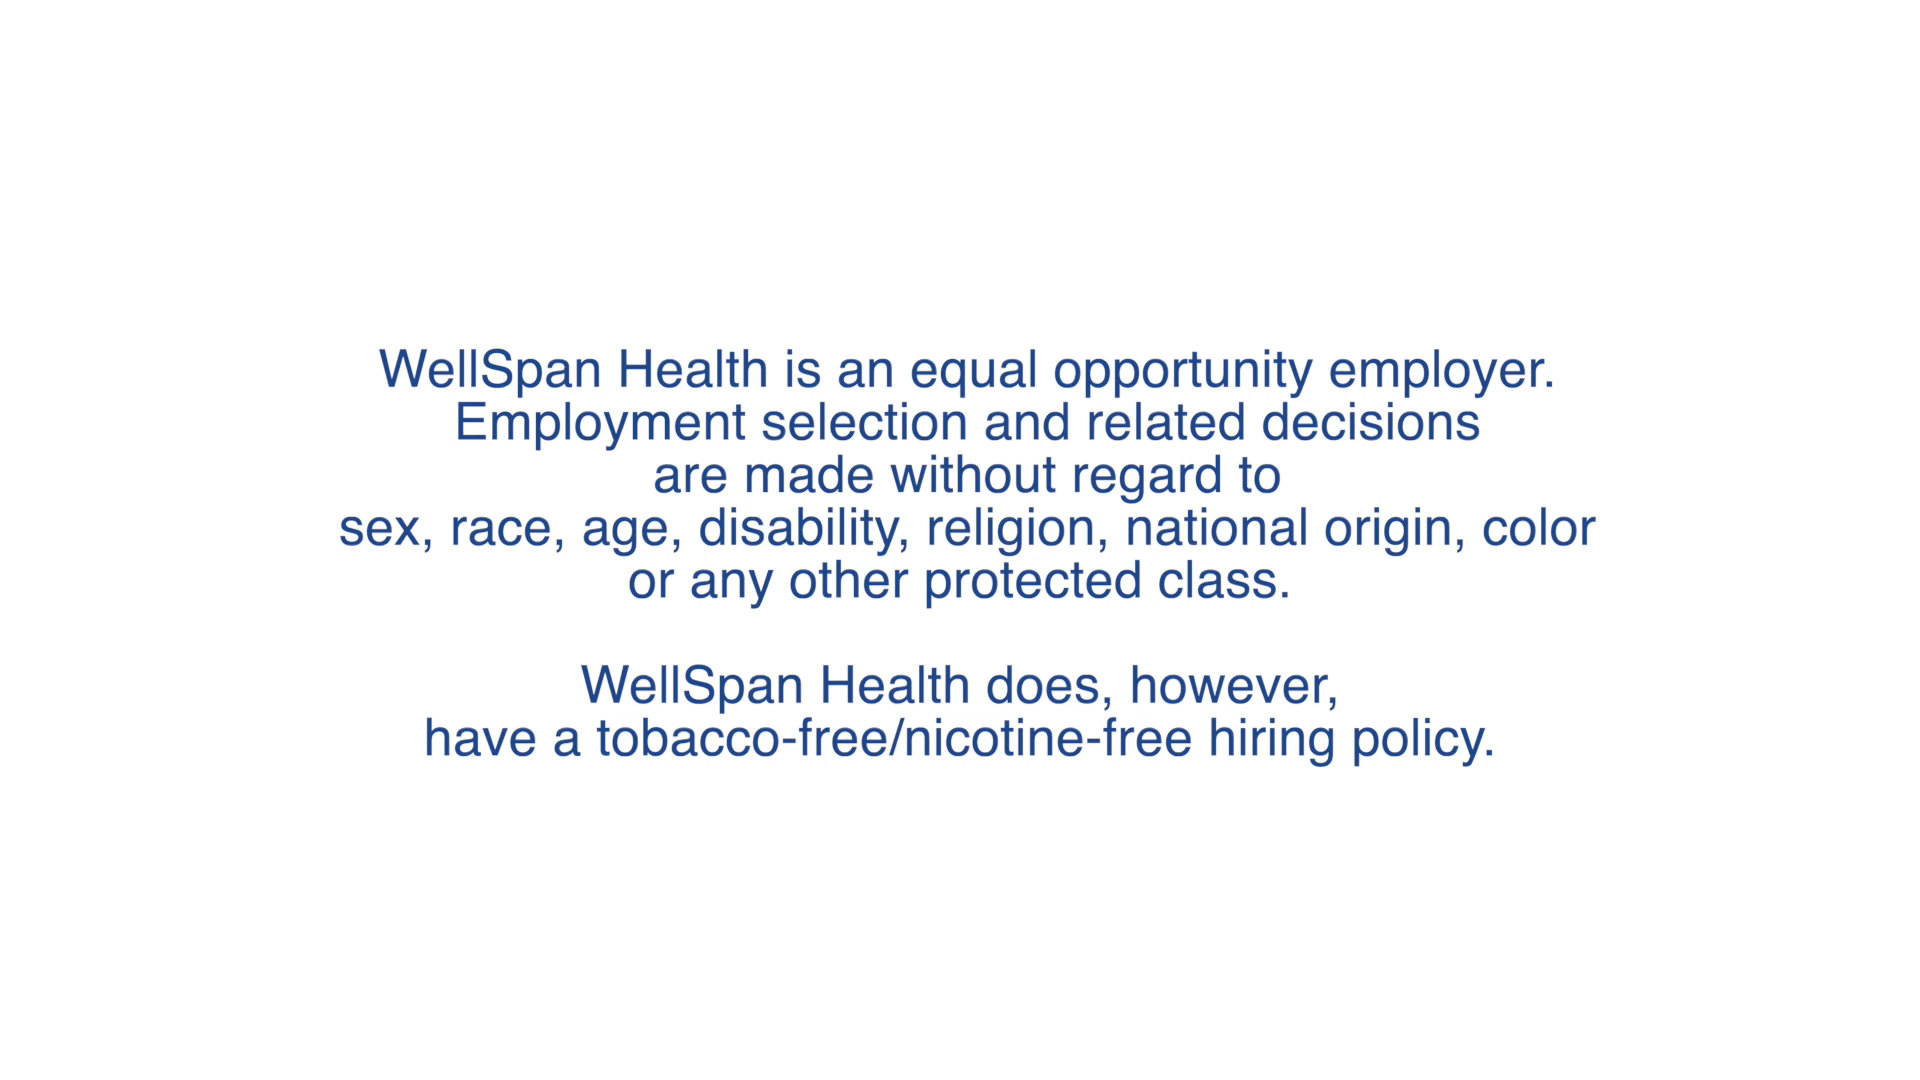 WellSpan Health is an equal opportunity employer.
Employment selection and related decisions
are made without regard to
sex, race, age, disability, religion, national origin, color
or any other protected class.
WellSpan Health does, however,
have a tobacco-free/nicotine-free hiring policy.